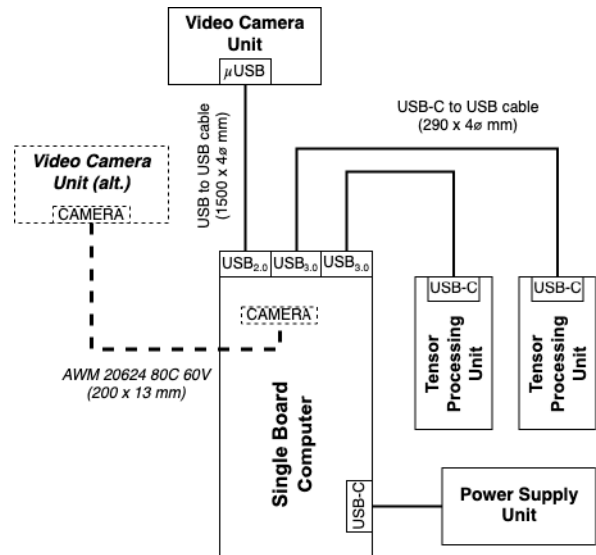 Video Camera
Unit
μUSB
USB-C to USB cable
(290 x 4ø mm)
USB to USB cable
(1500 x 4ø mm)
Video Camera
Unit (alt.)
CAMERA
USB2.0
USB3.0
USB3.0
USB-C
USB-C
CAMERA
Tensor
Processing
Unit
Tensor
Processing
Unit
AWM 20624 80C 60V
(200 x 13 mm)
Single Board
Computer
USB-C
Power Supply
Unit